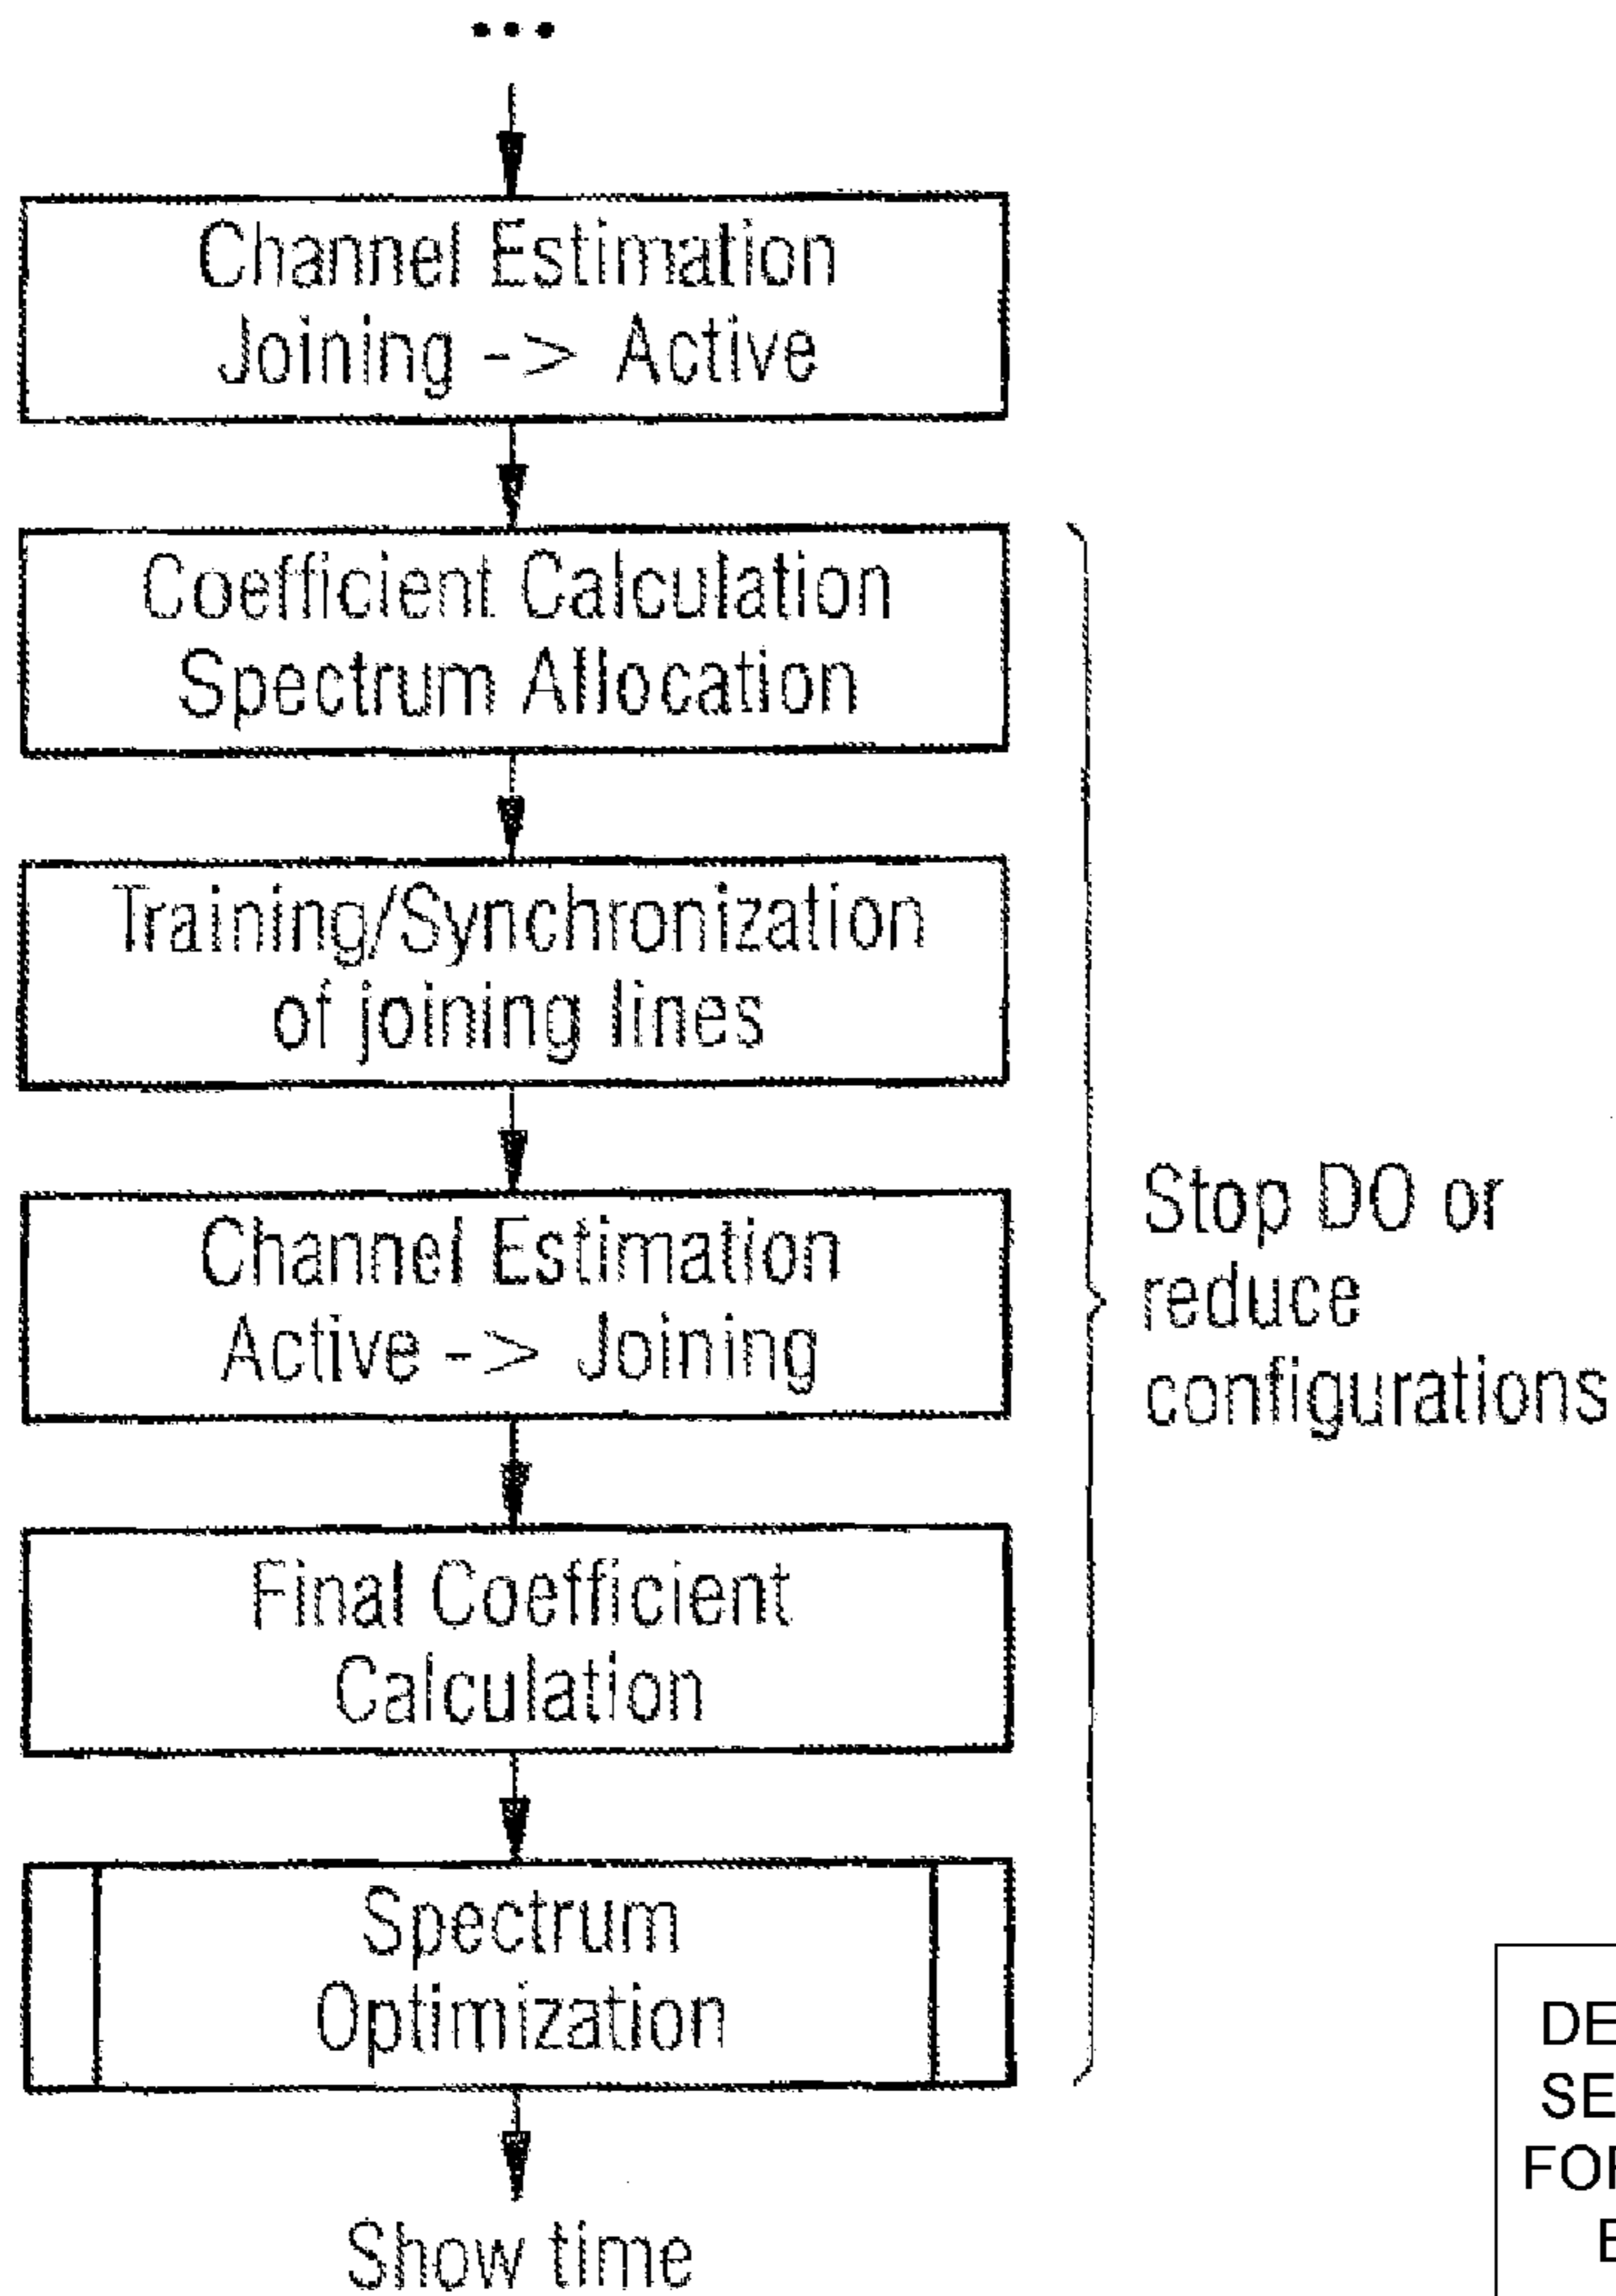 ...
Channel Estimation
Joining -> Active
Coefficient Calculation
Spectrum Allocation
Training/Synchronization
of joining lines
Channel Estimation
Active -> Joining
Stop DO or
reduce
configurations
Final Coefficient
Calculation
Spectrum
Optimization
Show time